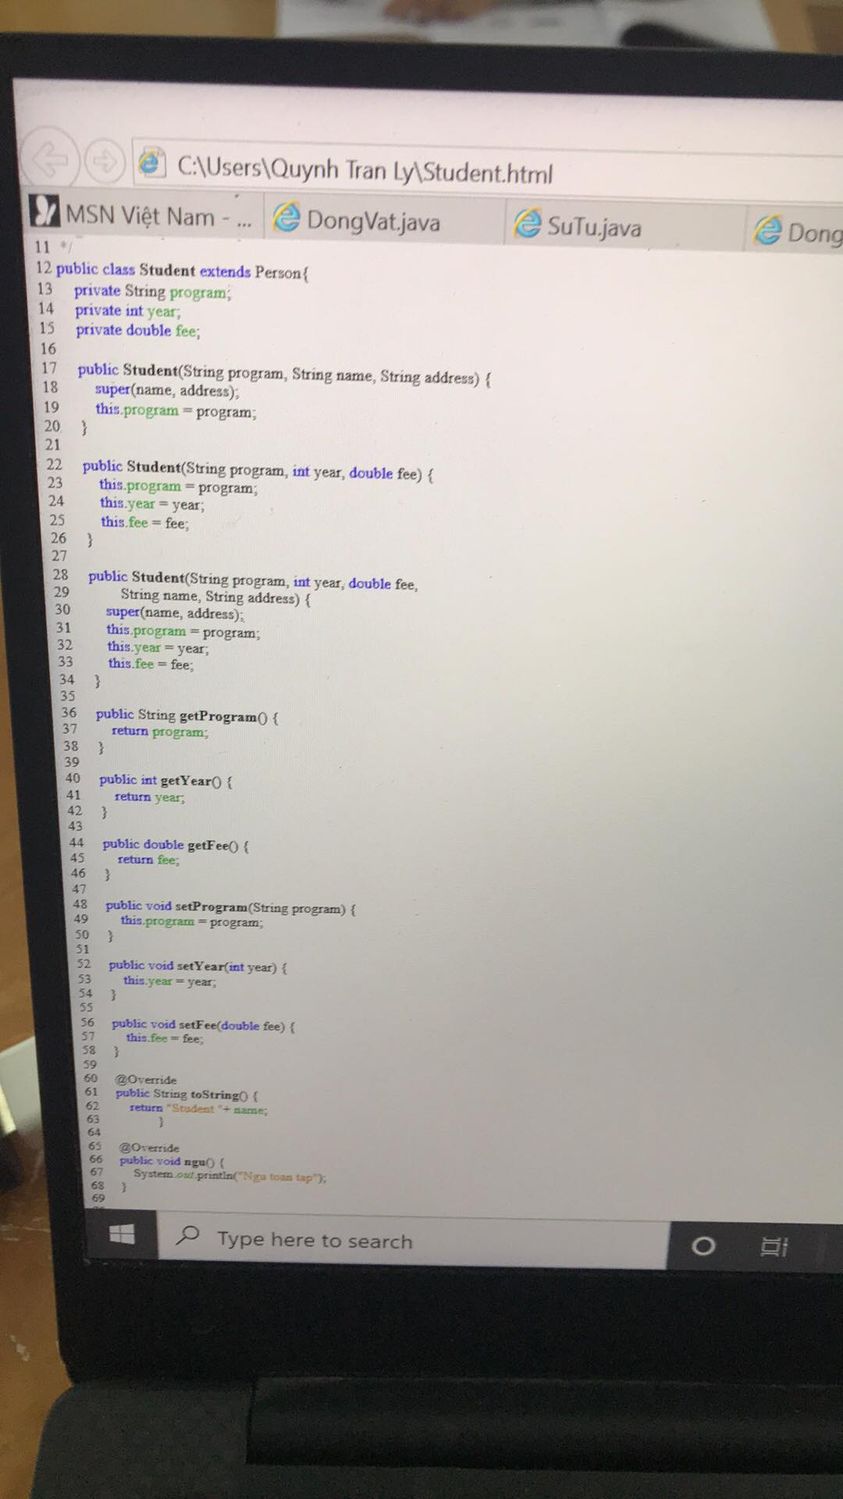 C:\Users\Quynh Tran Ly\Student.html
MSN Việt Nam - ...
DongVat.java
SuTu.java
Dong
11 */
12 public class Student extends Person{
13 private String program;
14 private int year;
15 private double fee;
16
17 public Student(String program, String name, String address) {
18 super(name, address);
19 this.program = program;
20 }
21
22 public Student(String program, int year, double fee) {
23 this.program = program;
24 this.year = year;
25 this.fee = fee;
26 }
27
28 public Student(String program, int year, double fee,
29 String name, String address) {
30 super(name, address);
31 this.program = program;
32 this.year = year;
33 this.fee = fee;
34 }
35
36 public String getProgram() {
37 return program;
38 }
39
40 public int getYear() {
41 return year;
42 }
43
44 public double getFee() {
45 return fee;
46 }
47
48 public void setProgram(String program) {
49 this.program = program;
50 }
51
52 public void setYear(int year) {
53 this.year = year;
54 }
55
56 public void setFee(double fee) {
57 this.fee = fee;
58 }
59
60 @Override
61 public String toString() {
62 return "Student "+ name;
63 }
64
65 @Override
66 public void ngu() {
67 System.out.println("Ngu toan tap");
68 }
69
Type here to search